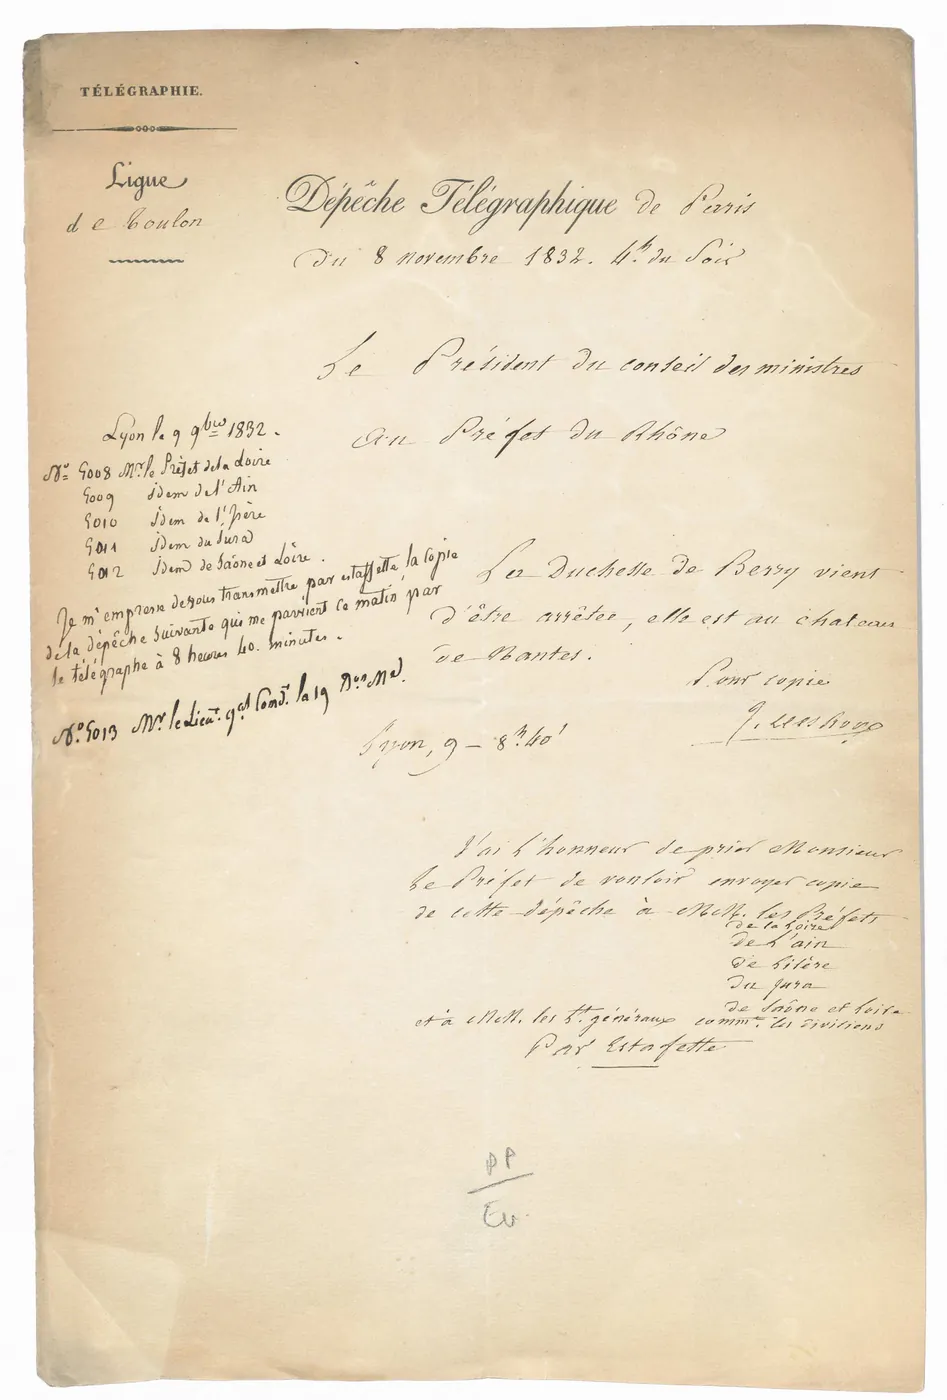 TÉLÉGRAPHIE.
Ligne
de Toulon
Dépêche Télégraphique de Paris
Du 8 novembre 1832. 4h. du Soir
Le Président du conseil des ministres
Au Préfet du Rhône
Lyon le 9 9bre 1832.
No 5008 Mr. le Préfet de la Loire
5009 idem de l'Ain
5010 idem de l'Isère
5011 idem du Jura
5012 idem de Saône et Loire.
Je m'empresse de vous transmettre par estaffette la copie
de la dépêche suivante qui me parvient ce matin par
le télégraphe à 8 heures 40. minutes.
No. 5013 Mr. le Lieut. gal Comdt. la 19 Don Mre.
La Duchesse de Berry vient
d'être arrêtée, elle est au chateau
de Nantes.
Pour copie
Lyon, 9 – 8h. 40'
J'ai l'honneur de prier Monsieur
Le Préfet de vouloir envoyer copie
de cette dépêche à MM. les Préfets
de la Loire
de l'ain
de l'isère
du jura
de Saône et Loire
et à MM. les Lts généraux commt. les divisions
Par Estafette
PP